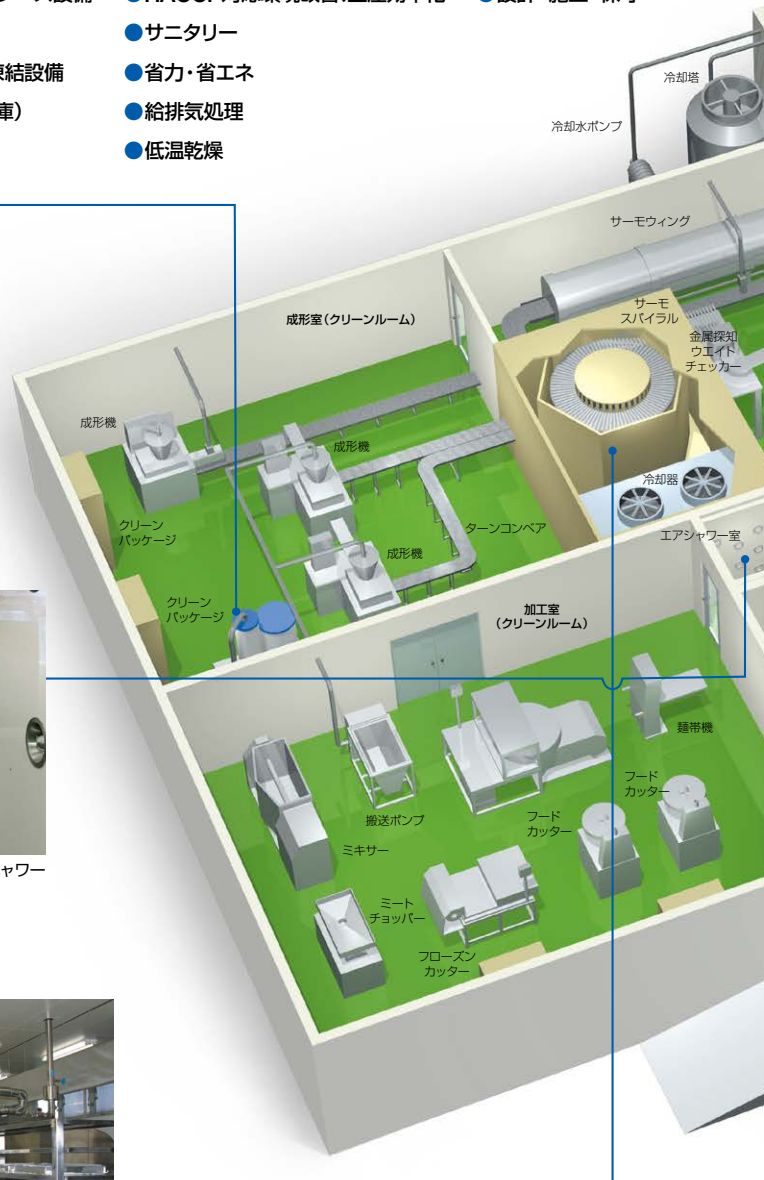 ●サニタリー
凍結設備
●省力・省エネ
庫）
●給排気処理
●低温乾燥
冷却塔
冷却水ポンプ
サーモウィング
成形室（クリーンルーム）
サーモ
スパイラル
金属探知
ウエイト
チェッカー
成形機
成形機
冷却器
クリーン
パッケージ
ターンコンベア
エアシャワー室
成形機
クリーン
パッケージ
加工室
（クリーンルーム）
麺帯機
フード
カッター
搬送ポンプ
フード
カッター
ミキサー
ャワー
ミート
チョッパー
フローズン
カッター